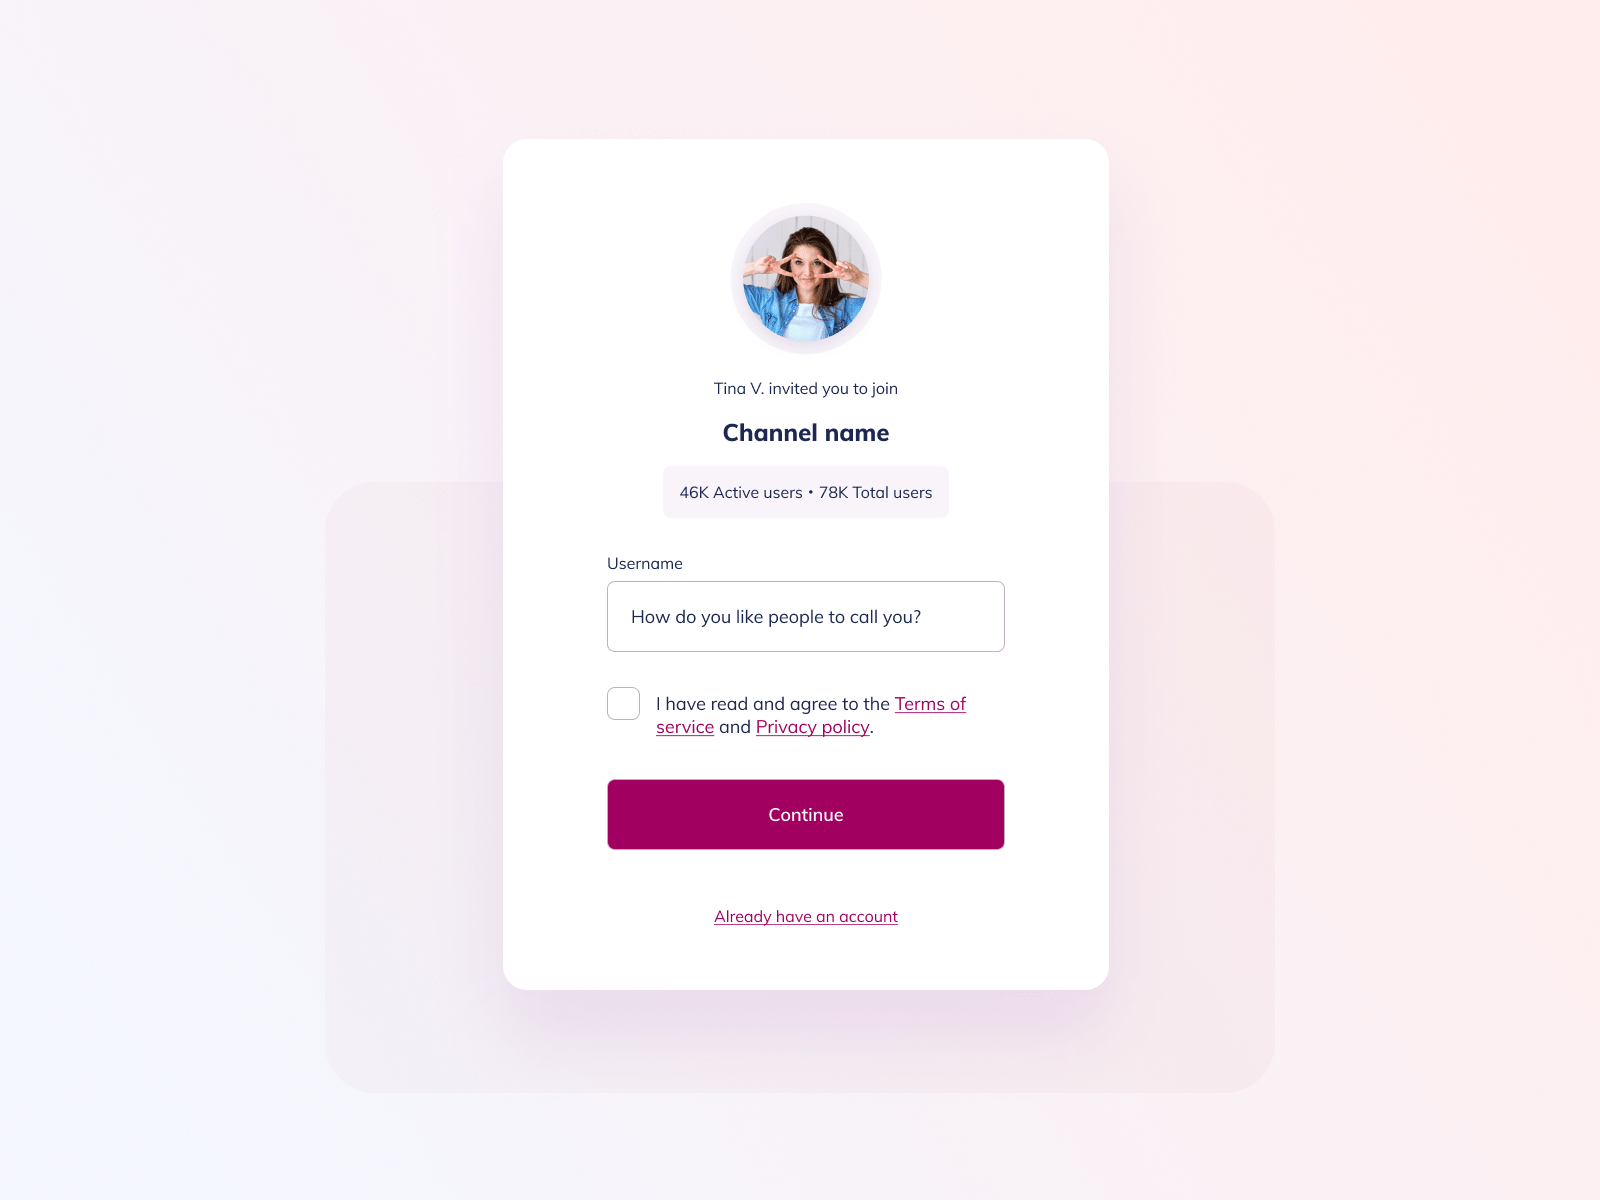 Tina V. invited you to join
Channel name
46K Active users • 78K Total users
Username
How do you like people to call you?
I have read and agree to the Terms of
service and Privacy policy.
Continue
Already have an account